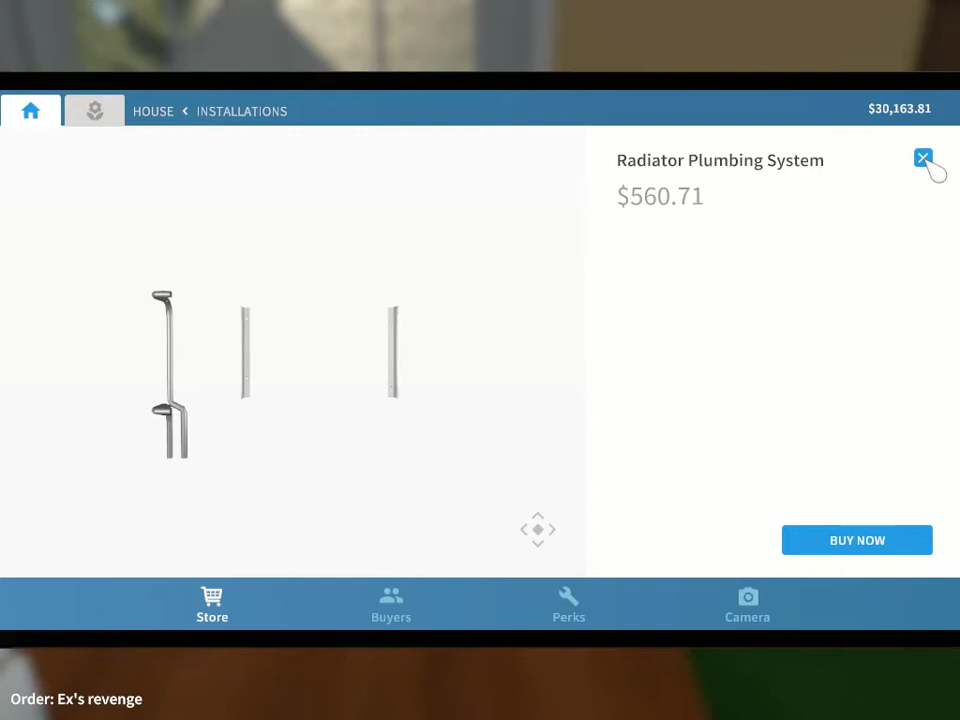 HOUSE < INSTALLATIONS
$30,163.81
Radiator Plumbing System
$560.71
BUY NOW
Store
Buyers
Perks
Camera
Order: Ex's revenge